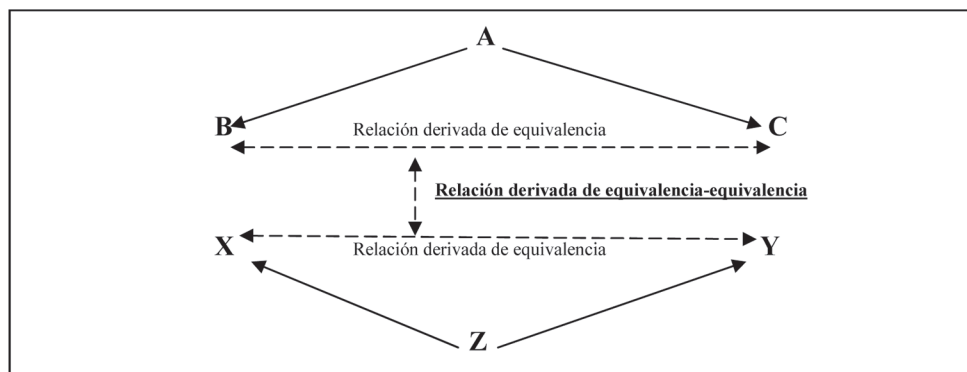 A
B
Relación derivada de equivalencia
C
Relación derivada de equivalencia-equivalencia
X
Relación derivada de equivalencia
Y
Z